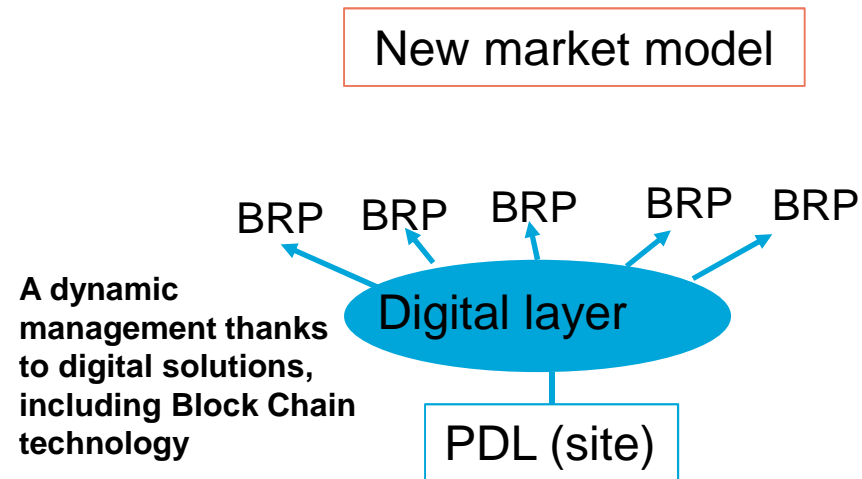 New market model
BRP BRP BRP BRP BRP
A dynamic
management thanks
to digital solutions,
including Block Chain
technology
Digital layer
PDL (site)